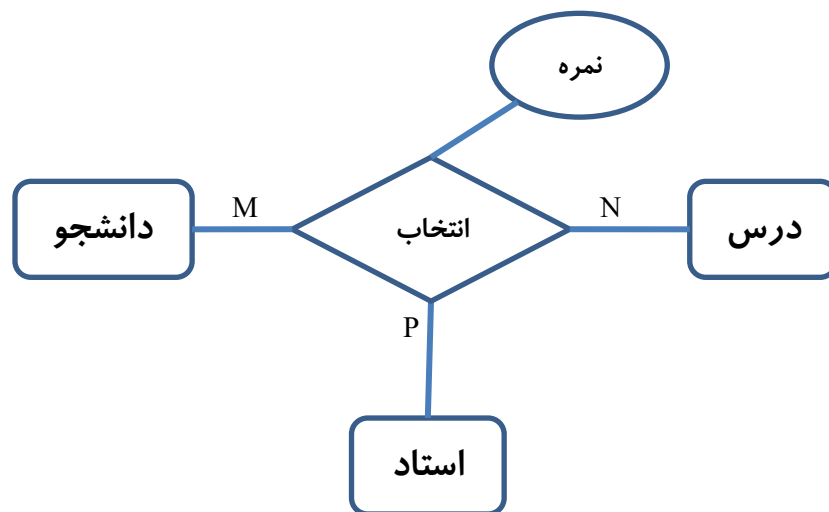 نمره
دانشجو
M
انتخاب
N
درس
P
استاد